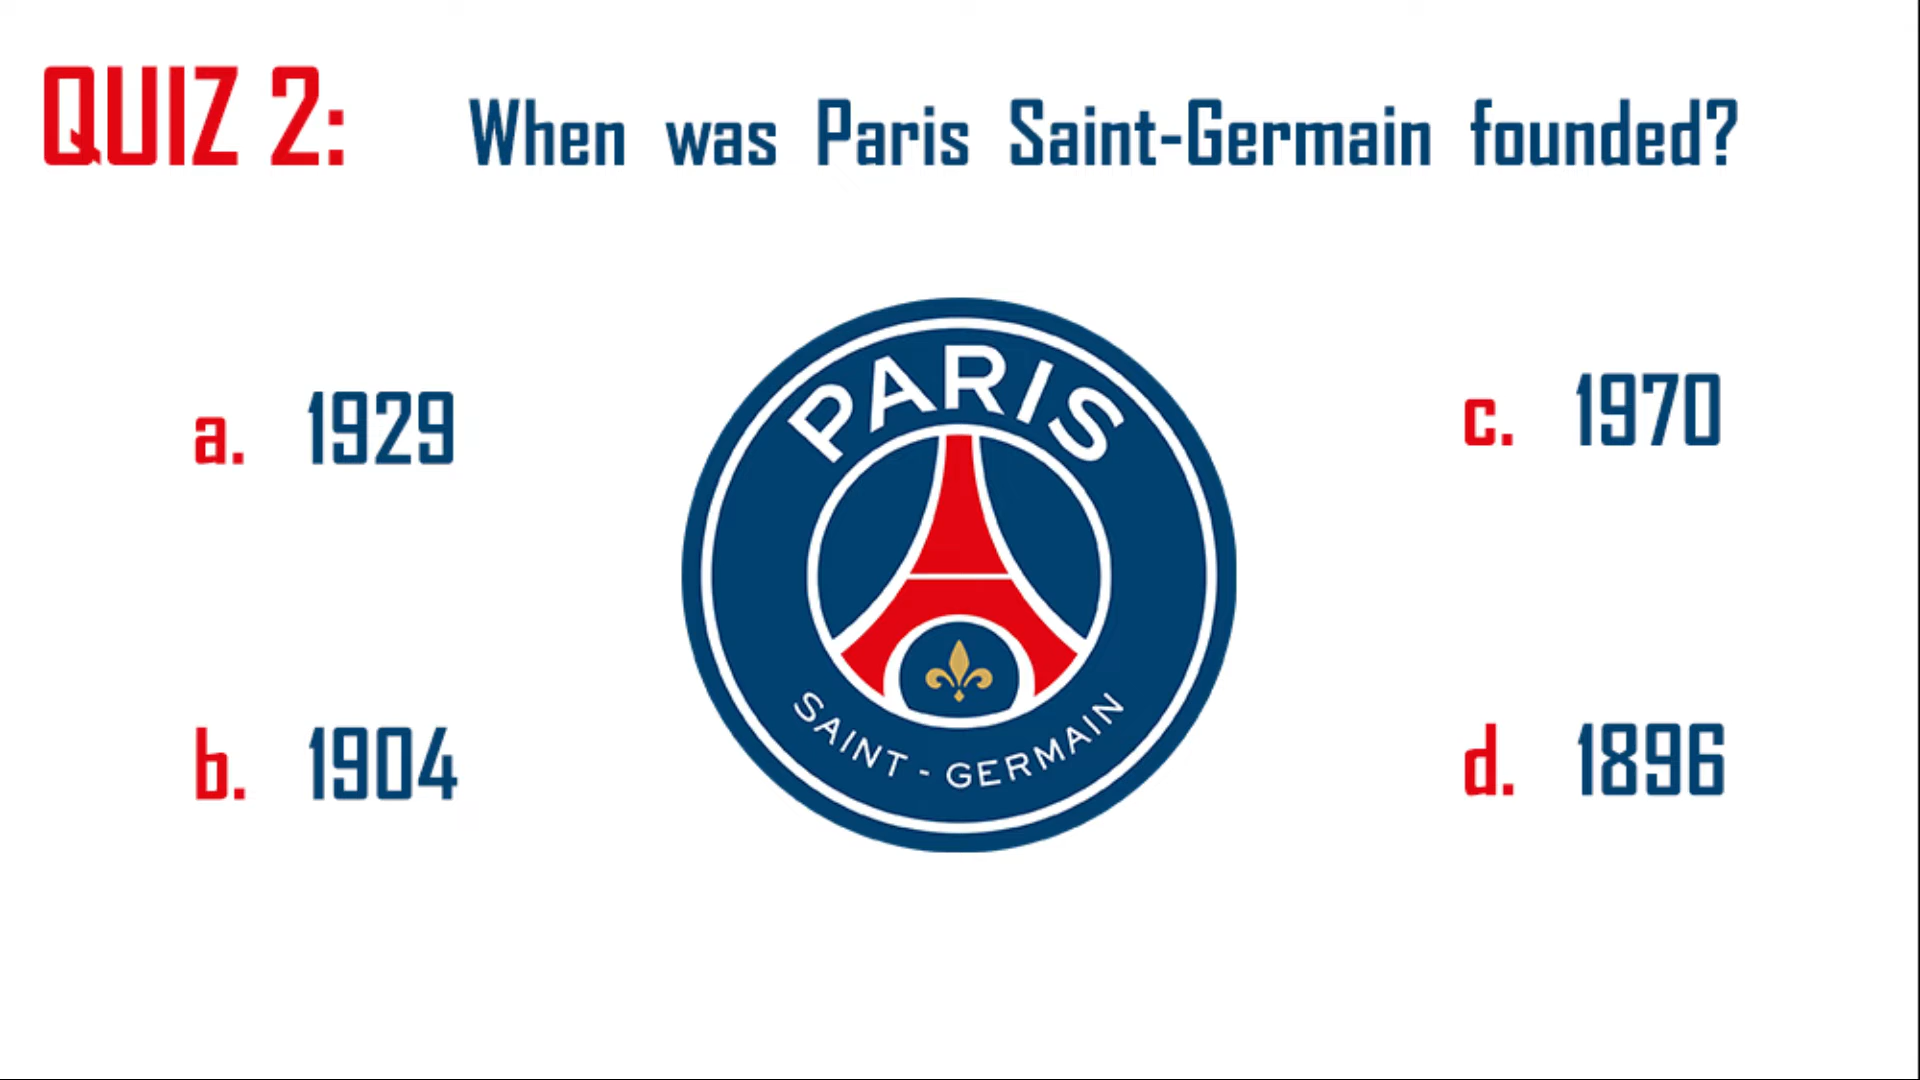 QUIZ 2: When was Paris Saint-Germain founded?
a. 1929
b. 1904
PARIS
SAINT - GERMAIN
c. 1970
d. 1896